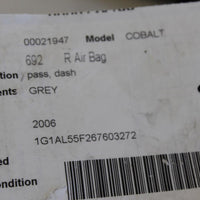 00021947 Model COBALT
692 R Air Bag
tion pass, dash
ents GREY
2006
1G1AL55F267603272
ed
ondition